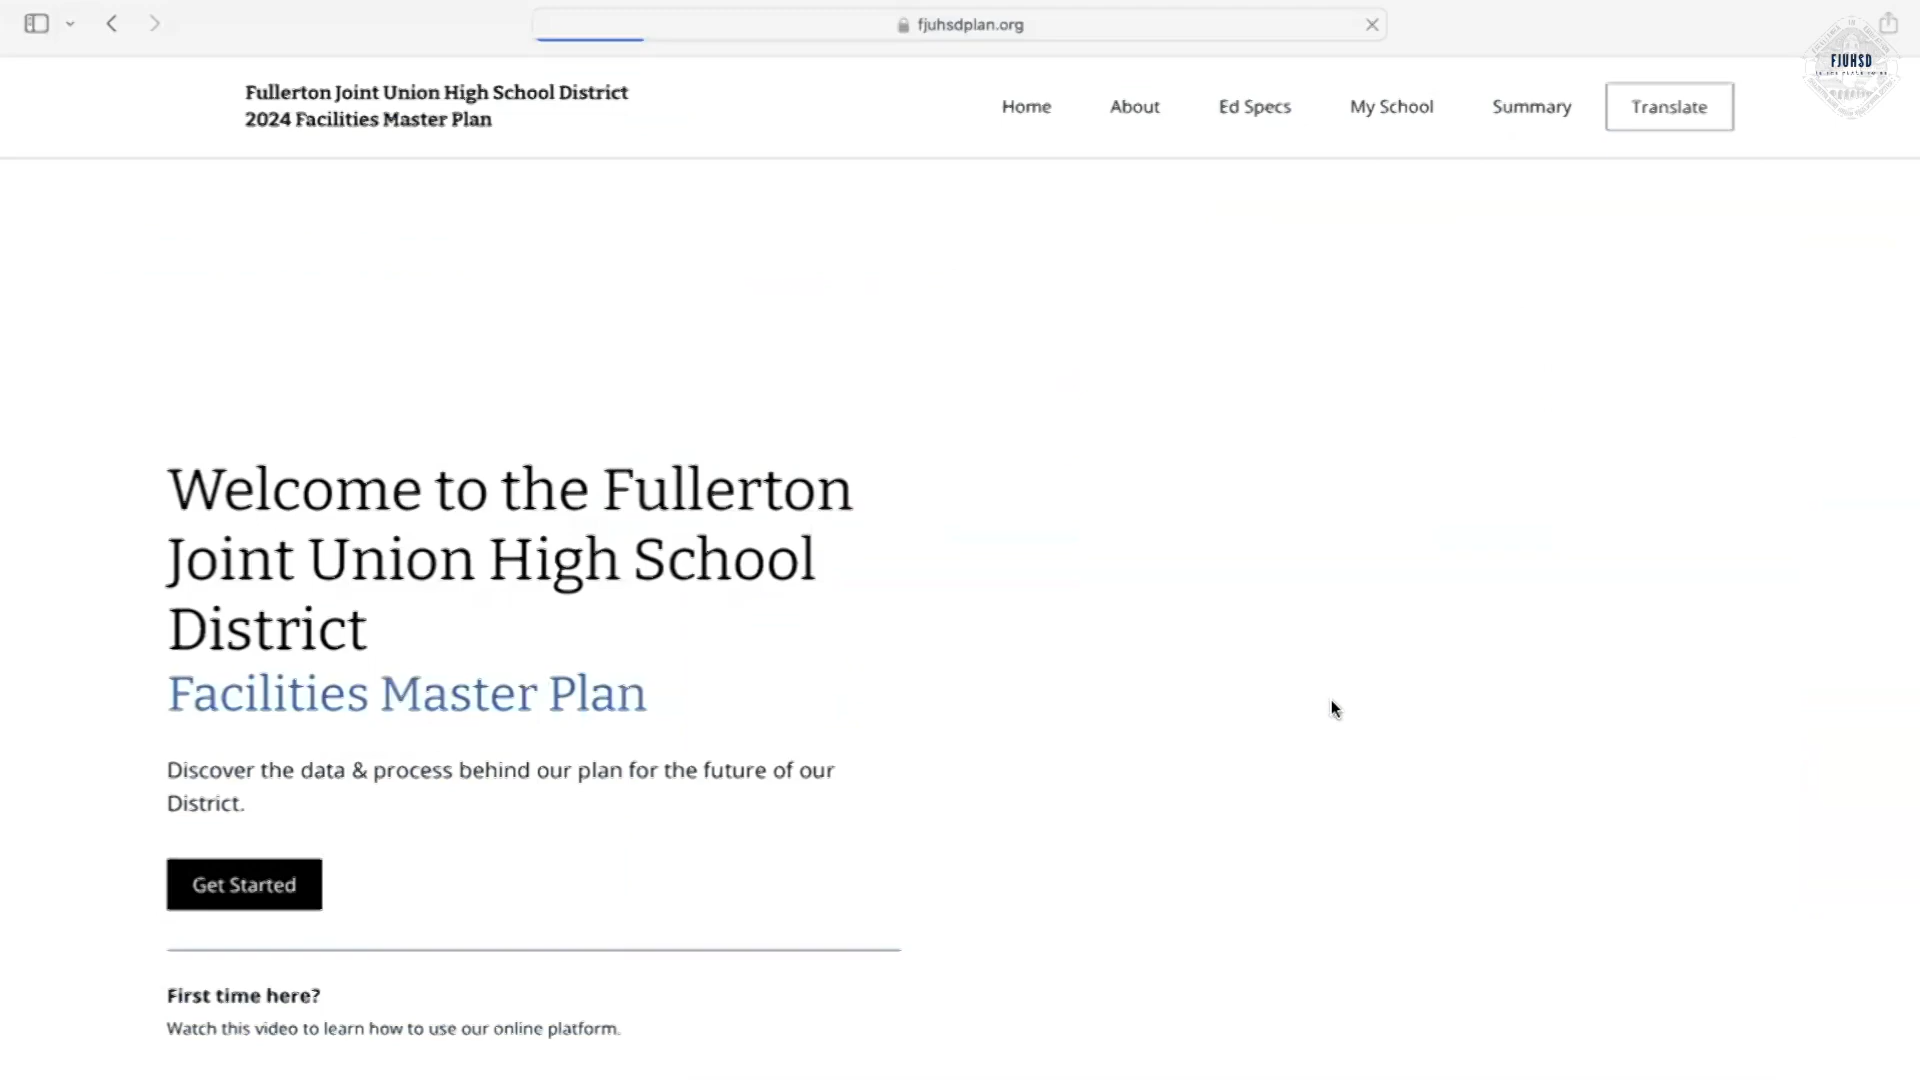 fjuhsdplan.org
FJUHSD
Fullerton Joint Union High School District
2024 Facilities Master Plan
Home
About
Ed Specs
My School
Summary
Translate
Welcome to the Fullerton
Joint Union High School
District
Facilities Master Plan
Discover the data & process behind our plan for the future of our
District.
Get Started
First time here?
Watch this video to learn how to use our online platform.